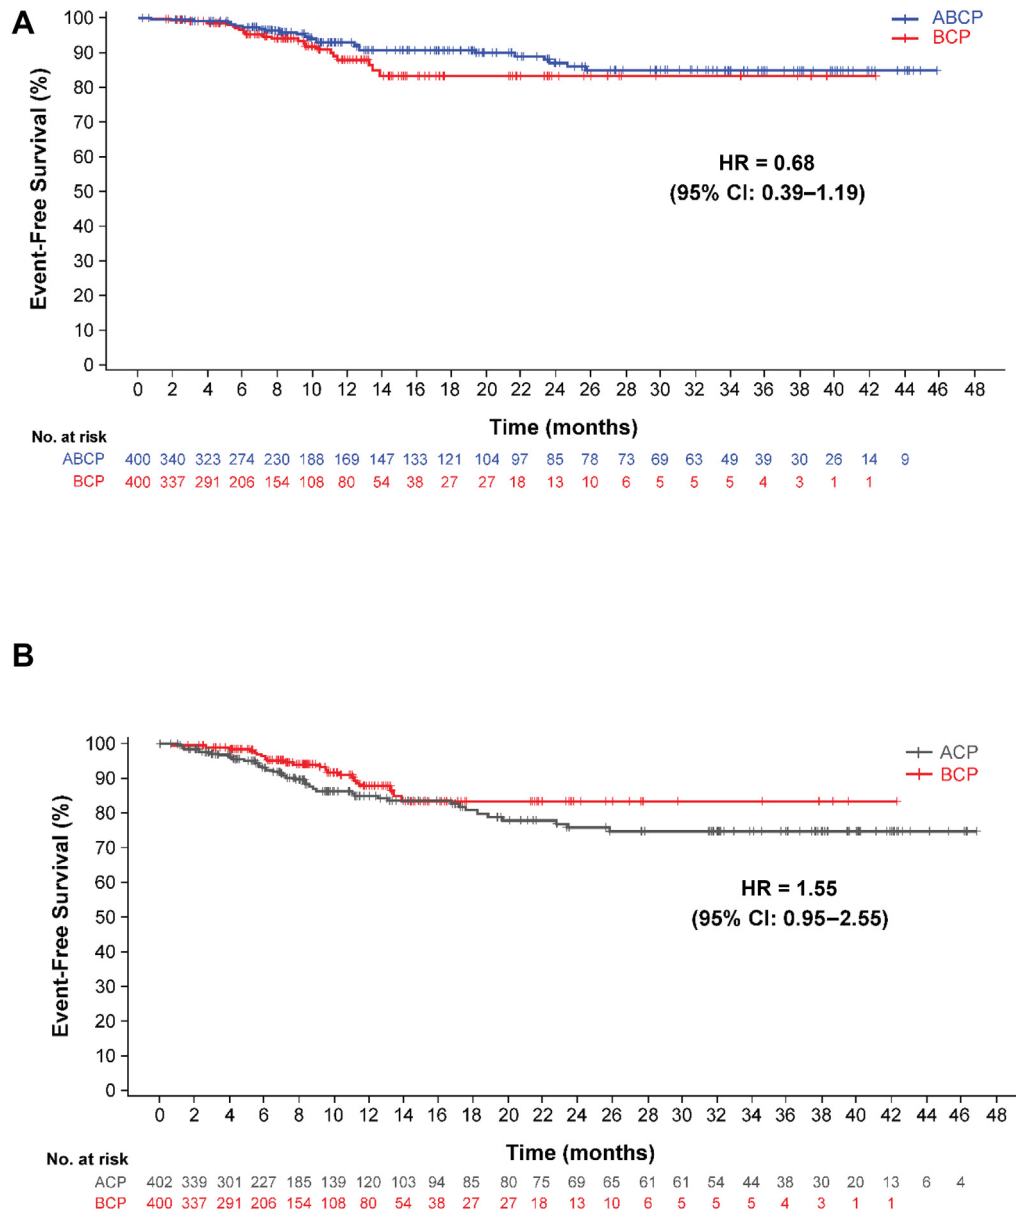 A
100
90
80
70
60
50
40
30
20
10
0
Event-Free Survival (%)
ABCP
BCP
HR = 0.68
(95% CI: 0.39–1.19)
0 2 4 6 8 10 12 14 16 18 20 22 24 26 28 30 32 34 36 38 40 42 44 46 48
Time (months)
No. at risk
ABCP 400 340 323 274 230 188 169 147 133 121 104 97 85 78 73 69 63 49 39 30 26 14 9
BCP 400 337 291 206 154 108 80 54 38 27 27 18 13 10 6 5 5 5 4 3 1 1
B
100
90
80
70
60
50
40
30
20
10
0
Event-Free Survival (%)
ACP
BCP
HR = 1.55
(95% CI: 0.95–2.55)
0 2 4 6 8 10 12 14 16 18 20 22 24 26 28 30 32 34 36 38 40 42 44 46 48
Time (months)
No. at risk
ACP 402 339 301 227 185 139 120 103 94 85 80 75 69 65 61 61 54 44 38 30 20 13 6 4
BCP 400 337 291 206 154 108 80 54 38 27 27 18 13 10 6 5 5 5 4 3 1 1